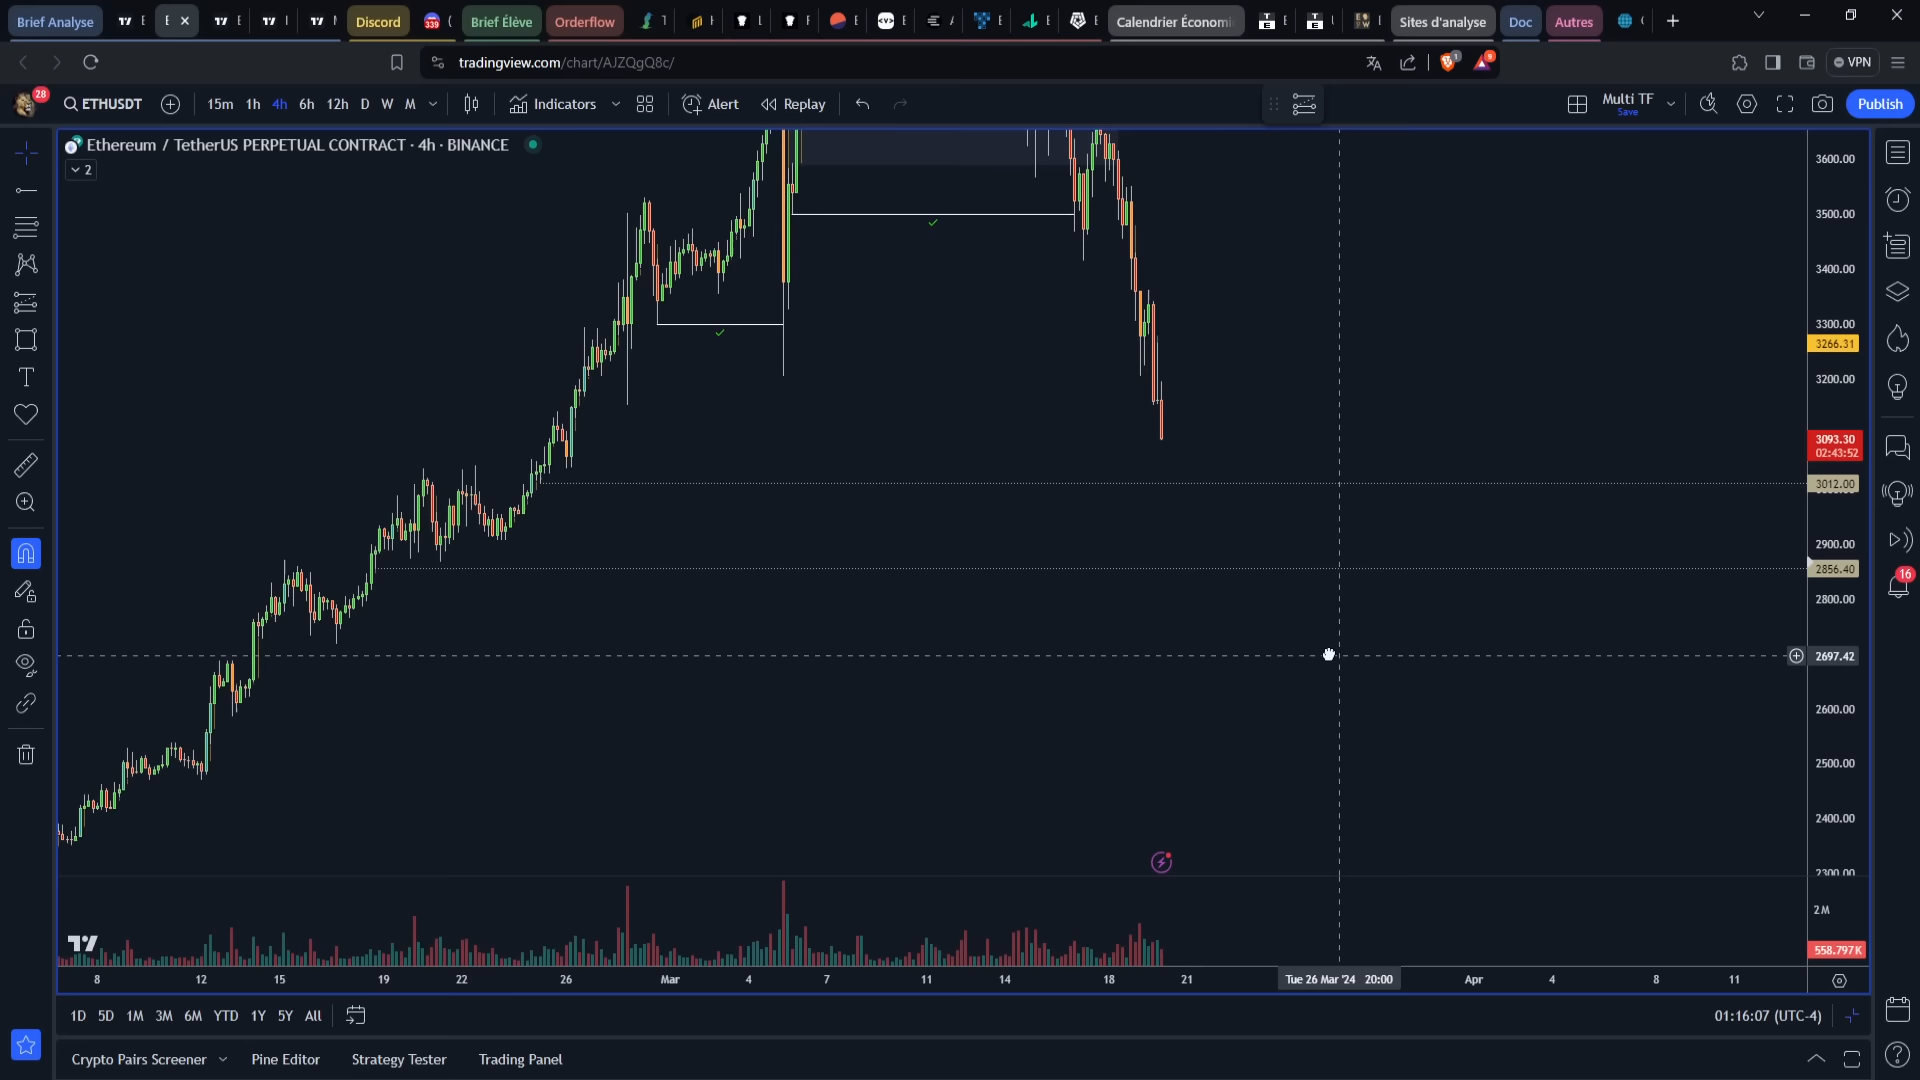 Brief Analyse
Discord
339
Brief Élève
Orderflow
Calendrier Économi
Sites d'analyse
Doc
Autres
tradingview.com/chart/AJZQgQ8c/
1
9
VPN
28
ETHUSDT
15m 1h 4h 6h 12h D W M
Indicators
Alert
Replay
Multi TF
Save
Publish
Ethereum / TetherUS PERPETUAL CONTRACT · 4h · BINANCE
2
3600.00
3500.00
3400.00
3300.00
3266.31
3200.00
3093.30
02:43:52
3012.00
2900.00
2856.40
2800.00
2697.42
2600.00
2500.00
2400.00
2300.00
2M
558.797K
16
8 12 15 19 22 26 Mar 4 7 11 14 18 21 Tue 26 Mar '24 20:00 Apr 4 8 11
1D 5D 1M 3M 6M YTD 1Y 5Y All
01:16:07 (UTC-4)
Crypto Pairs Screener
Pine Editor
Strategy Tester
Trading Panel